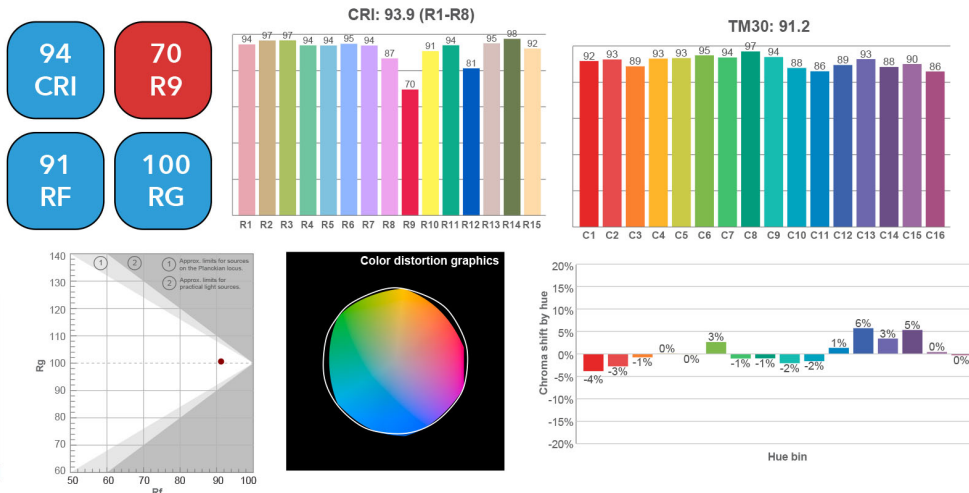 94
CRI
70
R9
91
RF
100
RG
CRI: 93.9 (R1-R8)
94 97 97 94 94 95 94 87 70 91 94 81 95 98 92
R1 R2 R3 R4 R5 R6 R7 R8 R9 R10 R11 R12 R13 R14 R15
TM30: 91.2
92 93 89 93 93 95 94 97 94 88 86 89 93 88 90 86
C1 C2 C3 C4 C5 C6 C7 C8 C9 C10 C11 C12 C13 C14 C15 C16
140
130
120
110
100
90
80
70
60
Rg
1 2
1 Approx. limits for sources
on the Planckian locus.
2 Approx. limits for
practical light sources.
50 60 70 80 90 100
Rf
Color distortion graphics
20%
15%
10%
5%
0%
-5%
-10%
-15%
-20%
Chroma shift by hue
-4% -3% -1% 0% 0% 3% -1% -1% -2% -2% 1% 6% 3% 5% 0% 0%
Hue bin